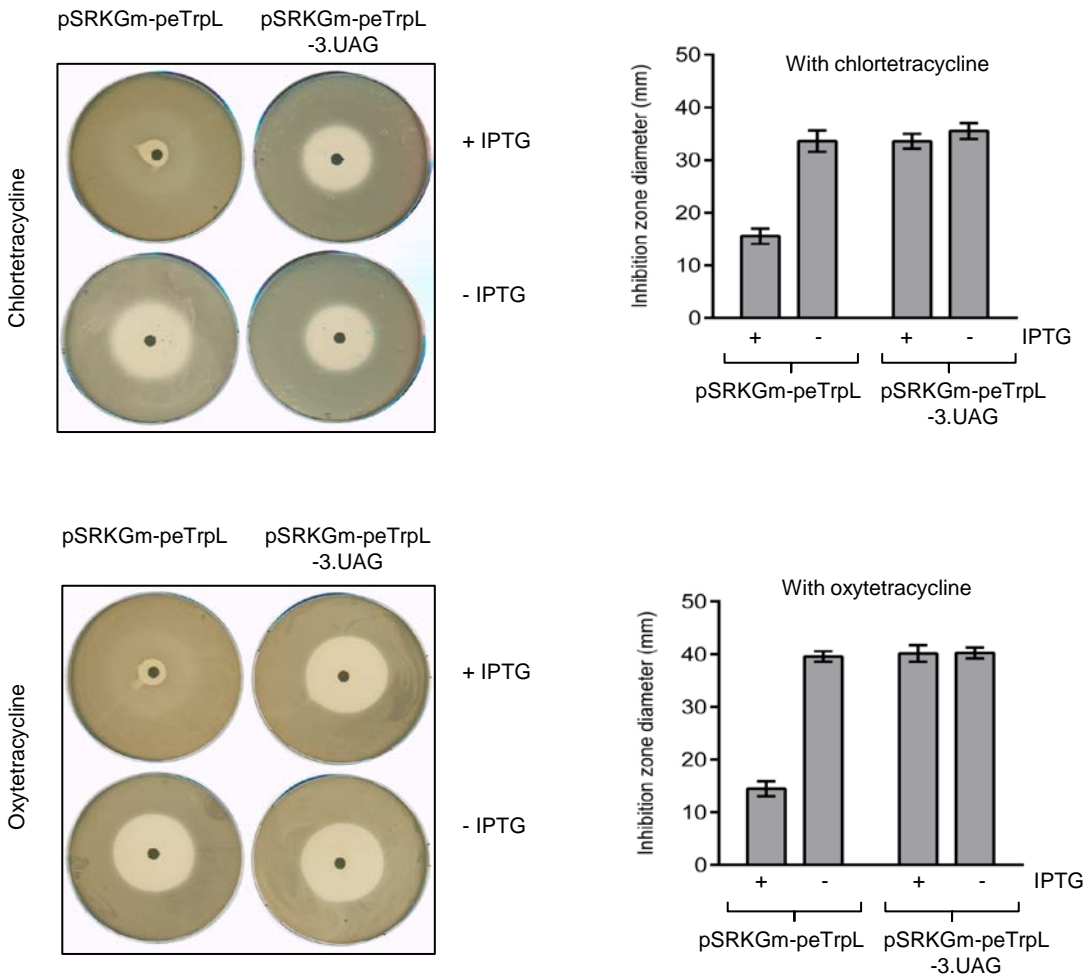 pSRKGm-peTrpL
pSRKGm-peTrpL
-3.UAG
Chlortetracycline
+ IPTG
- IPTG
With chlortetracycline
Inhibition zone diameter (mm)
50
40
30
20
10
0
+ - + - IPTG
pSRKGm-peTrpL
pSRKGm-peTrpL
-3.UAG
pSRKGm-peTrpL
pSRKGm-peTrpL
-3.UAG
Oxytetracycline
+ IPTG
- IPTG
With oxytetracycline
Inhibition zone diameter (mm)
50
40
30
20
10
0
+ - + - IPTG
pSRKGm-peTrpL
pSRKGm-peTrpL
-3.UAG